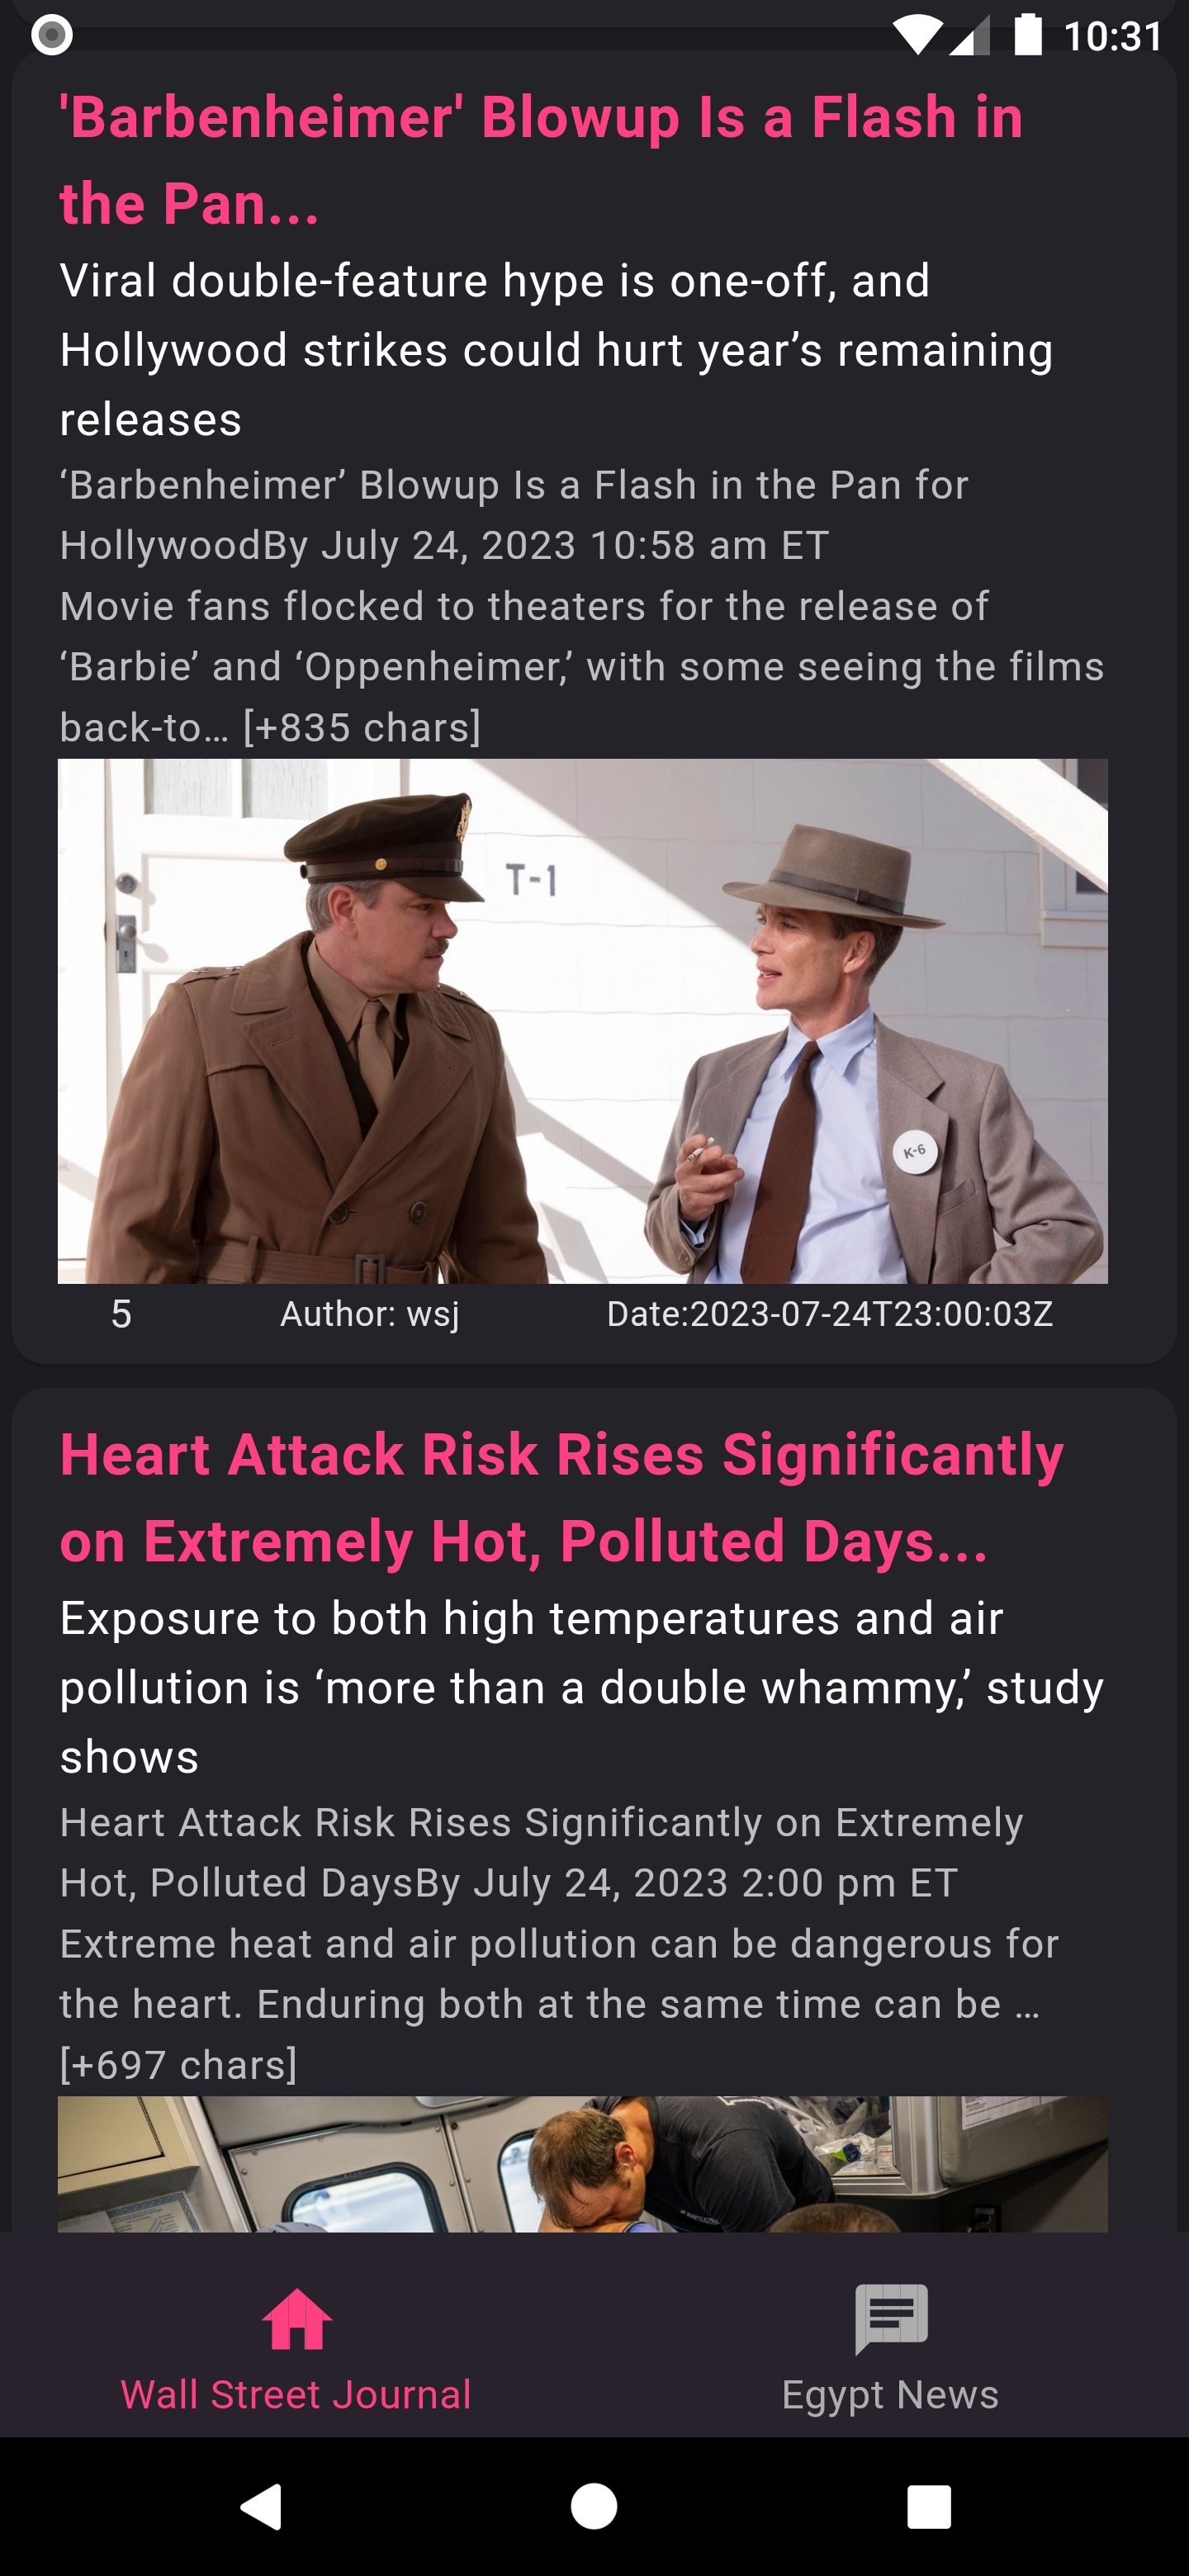 10:31
'Barbenheimer' Blowup Is a Flash in
the Pan...
Viral double-feature hype is one-off, and
Hollywood strikes could hurt year’s remaining
releases
‘Barbenheimer’ Blowup Is a Flash in the Pan for
HollywoodBy July 24, 2023 10:58 am ET
Movie fans flocked to theaters for the release of
‘Barbie’ and ‘Oppenheimer,’ with some seeing the films
back-to… [+835 chars]
T-1
K-6
5 Author: wsj Date:2023-07-24T23:00:03Z
Heart Attack Risk Rises Significantly
on Extremely Hot, Polluted Days...
Exposure to both high temperatures and air
pollution is ‘more than a double whammy,’ study
shows
Heart Attack Risk Rises Significantly on Extremely
Hot, Polluted DaysBy July 24, 2023 2:00 pm ET
Extreme heat and air pollution can be dangerous for
the heart. Enduring both at the same time can be …
[+697 chars]
Wall Street Journal Egypt News